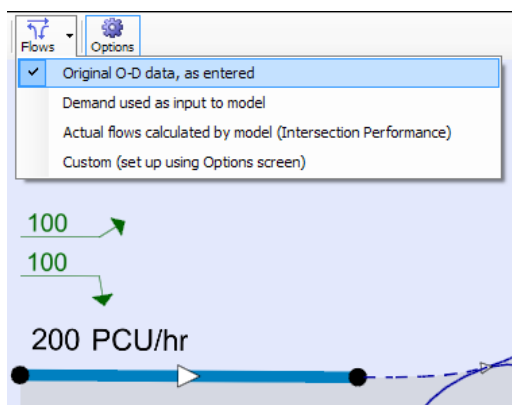 Flows
Options
Original O-D data, as entered
Demand used as input to model
Actual flows calculated by model (Intersection Performance)
Custom (set up using Options screen)
100
100
200 PCU/hr